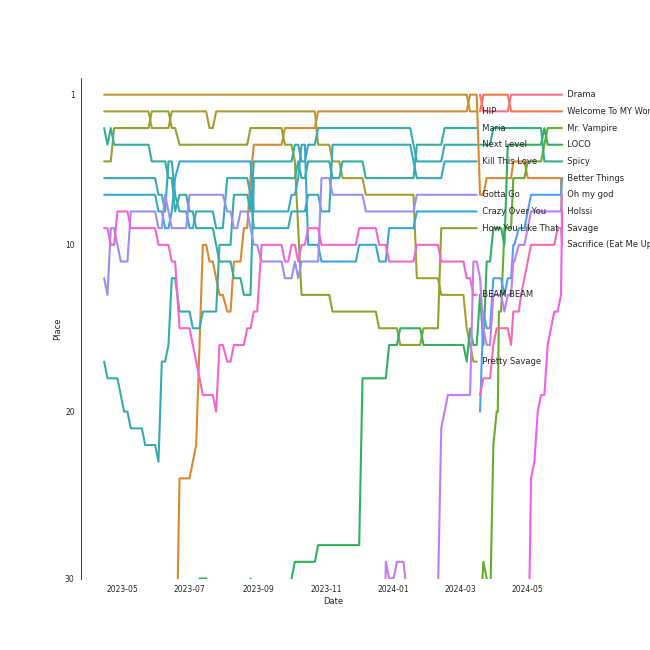 1
Drama
HIP
Welcome To MY Wor
Maria
Mr. Vampire
Next Level
LOCO
Kill This Love
Spicy
Better Things
Gotta Go
Oh my god
Crazy Over You
Holssi
How You Like That
Savage
10
Sacrifice (Eat Me Up
BEAM BEAM
Place
Pretty Savage
20
30
2023-05
2023-07
2023-09
2023-11
2024-01
2024-03
2024-05
Date